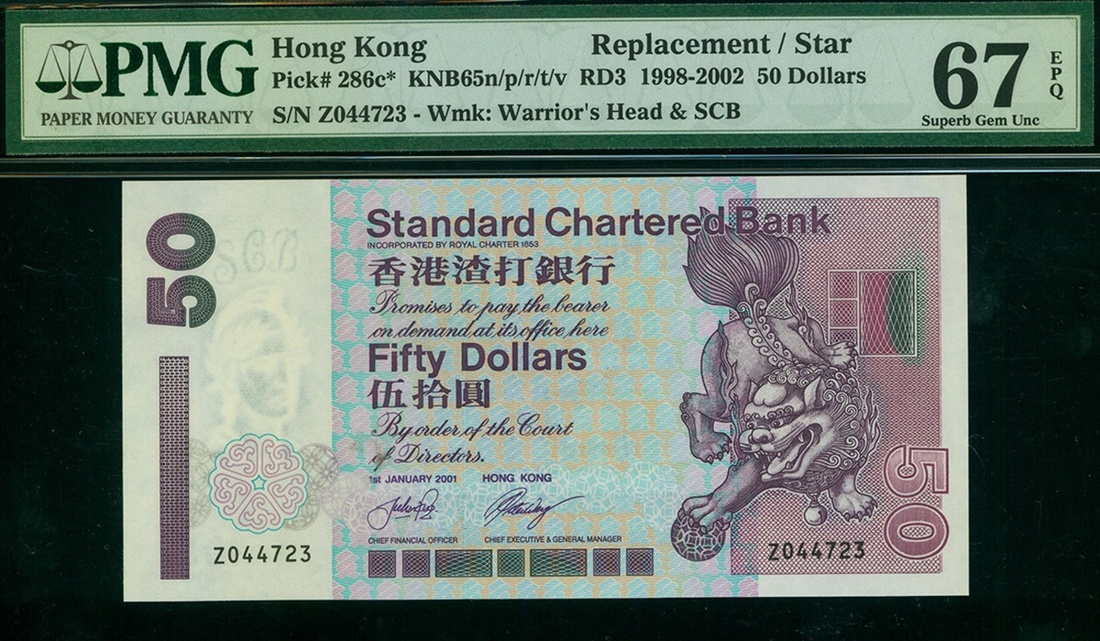 PMG
PAPER MONEY GUARANTY
Hong Kong Replacement / Star
Pick# 286c* KNB65n/p/r/t/v RD3 1998-2002 50 Dollars
S/N Z044723 - Wmk: Warrior's Head & SCB
67 EPQ
Superb Gem Unc
50
SCB
Standard Chartered Bank
INCORPORATED BY ROYAL CHARTER 1853
香港渣打銀行
Promises to pay the bearer
on demand at its office here
Fifty Dollars
伍拾圓
By order of the Court
of Directors.
1st JANUARY 2001 HONG KONG
CHIEF FINANCIAL OFFICER CHIEF EXECUTIVE & GENERAL MANAGER
Z044723
Z044723
50